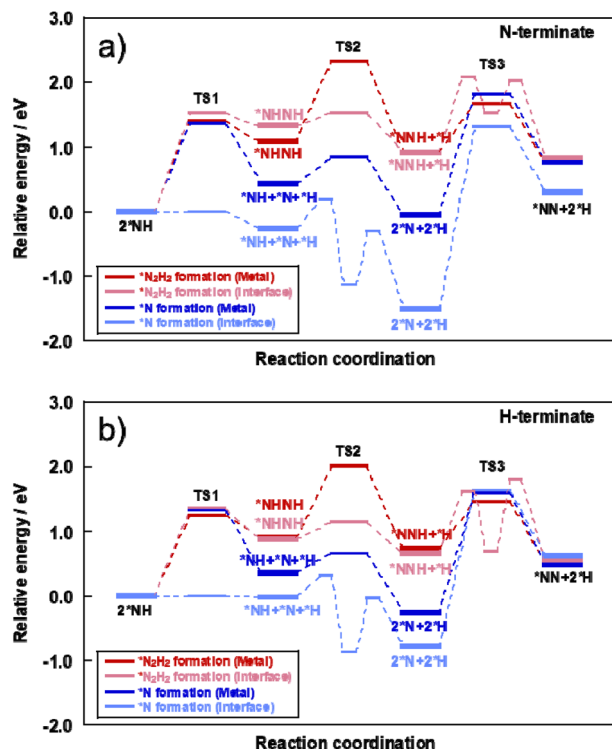 a)
N-terminate
3.0
2.0
1.0
0.0
-1.0
-2.0
Relative energy / eV
TS1
TS2
TS3
*NHNH
*NHNH
*NNH+*H
*NNH+*H
2*NH
*NH+*N+*H
*NH+*N+*H
2*N+2*H
2*N+2*H
*NN+2*H
*N₂H₂ formation (Metal)
*N₂H₂ formation (Interface)
*N formation (Metal)
*N formation (Interface)
Reaction coordination
b)
H-terminate
3.0
2.0
1.0
0.0
-1.0
-2.0
Relative energy / eV
TS1
TS2
TS3
*NHNH
*NHNH
*NNH+*H
*NNH+*H
2*NH
*NH+*N+*H
*NH+*N+*H
2*N+2*H
2*N+2*H
*NN+2*H
*N₂H₂ formation (Metal)
*N₂H₂ formation (Interface)
*N formation (Metal)
*N formation (Interface)
Reaction coordination